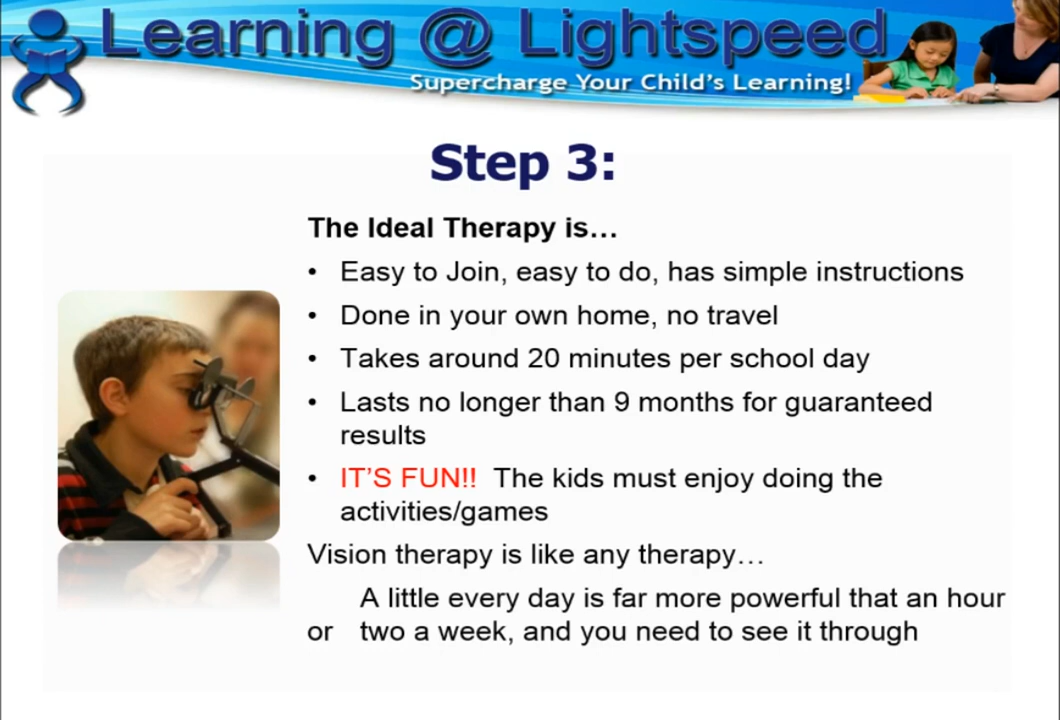 Learning @ Lightspeed
Supercharge Your Child's Learning!
Step 3:
The Ideal Therapy is...
• Easy to Join, easy to do, has simple instructions
• Done in your own home, no travel
• Takes around 20 minutes per school day
• Lasts no longer than 9 months for guaranteed
results
• IT'S FUN!! The kids must enjoy doing the
activities/games
Vision therapy is like any therapy...
A little every day is far more powerful that an hour
or two a week, and you need to see it through